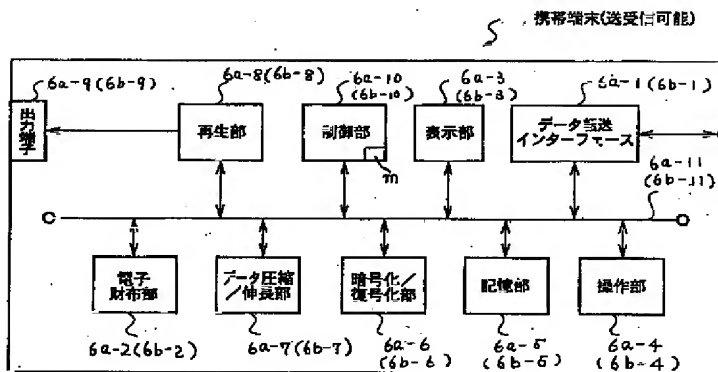 携帯端末(送受信可能)
6a-9(6b-9)
6a-8(6b-8)
6a-10
(6b-10)
6a-3
(6b-3)
6a-1(6b-1)
出力端子
再生部
制御部
m
表示部
データ転送
インターフェース
6a-11
(6b-11)
電子
財布部
データ圧縮
/伸長部
暗号化/
復号化部
記憶部
操作部
6a-2(6b-2)
6a-7(6b-7)
6a-6
(6b-6)
6a-5
(6b-5)
6a-4
(6b-4)